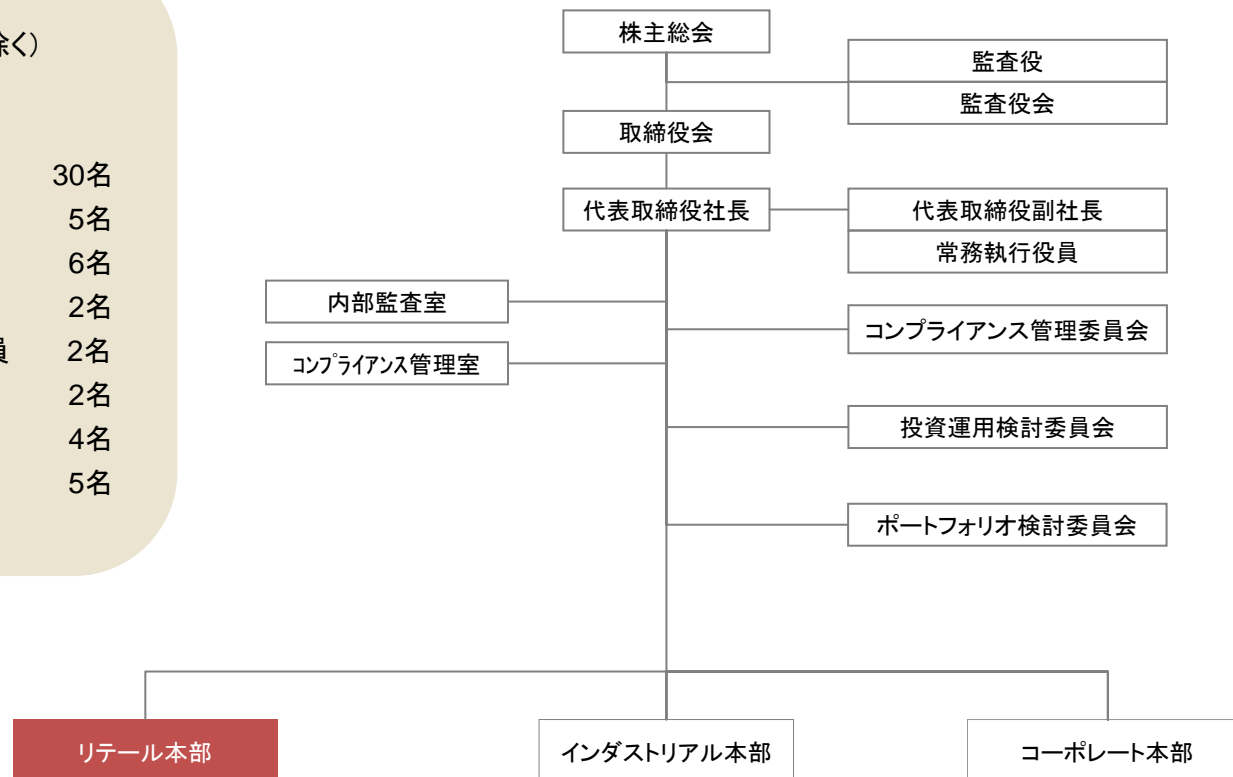 除く）
30名
5名
6名
2名
員 2名
2名
4名
5名
株主総会
監査役
監査役会
取締役会
代表取締役社長
代表取締役副社長
常務執行役員
内部監査室
コンプライアンス管理委員会
コンプライアンス管理室
投資運用検討委員会
ポートフォリオ検討委員会
リテール本部
インダストリアル本部
コーポレート本部